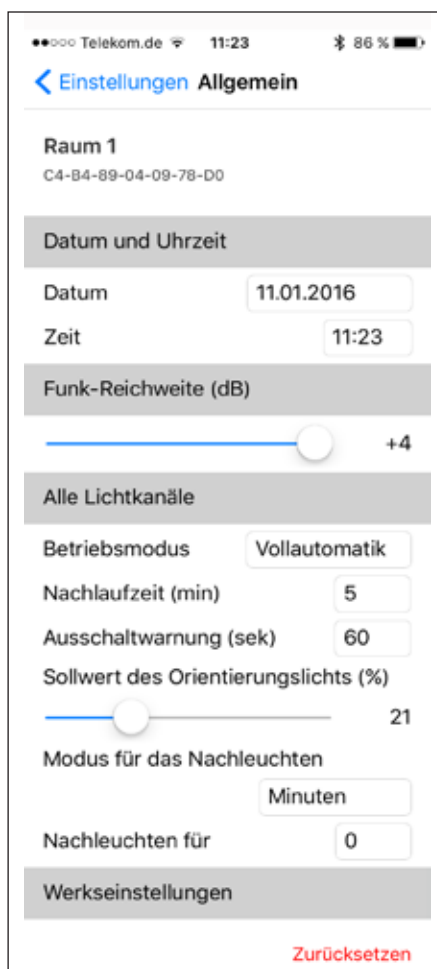 Telekom.de 11:23 86 %
Einstellungen Allgemein
Raum 1
C4-B4-89-04-09-78-D0
Datum und Uhrzeit
Datum 11.01.2016
Zeit 11:23
Funk-Reichweite (dB)
+4
Alle Lichtkanäle
Betriebsmodus Vollautomatik
Nachlaufzeit (min) 5
Ausschaltwarnung (sek) 60
Sollwert des Orientierungslichts (%)
21
Modus für das Nachleuchten
Minuten
Nachleuchten für 0
Werkseinstellungen
Zurücksetzen